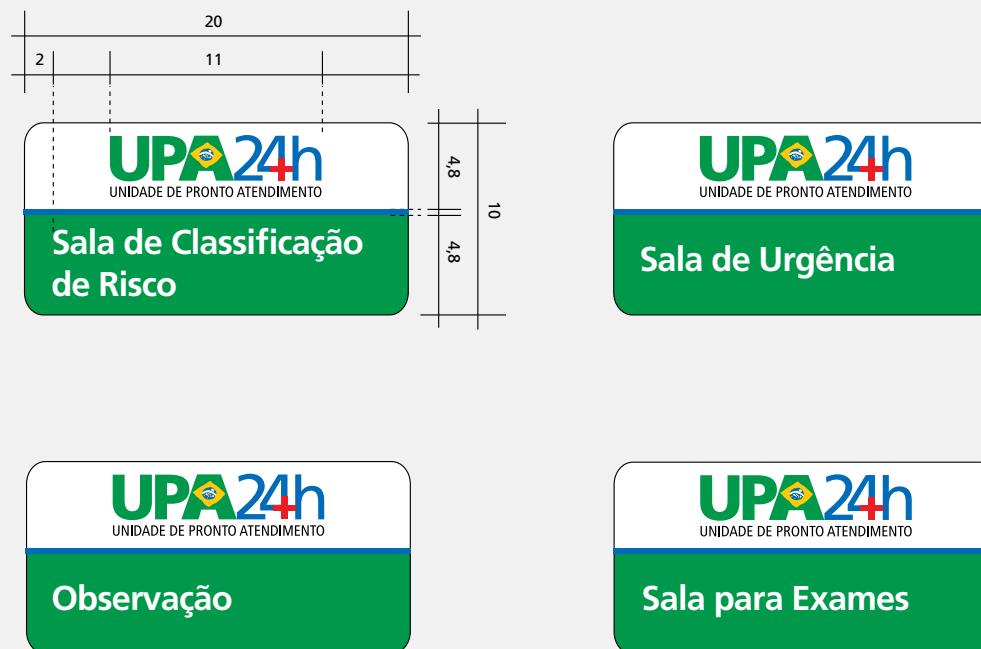 20
2
11
UPA24h
UNIDADE DE PRONTO ATENDIMENTO
Sala de Classificação
de Risco
4,8
4,8
10
UPA24h
UNIDADE DE PRONTO ATENDIMENTO
Sala de Urgência
UPA24h
UNIDADE DE PRONTO ATENDIMENTO
Observação
UPA24h
UNIDADE DE PRONTO ATENDIMENTO
Sala para Exames